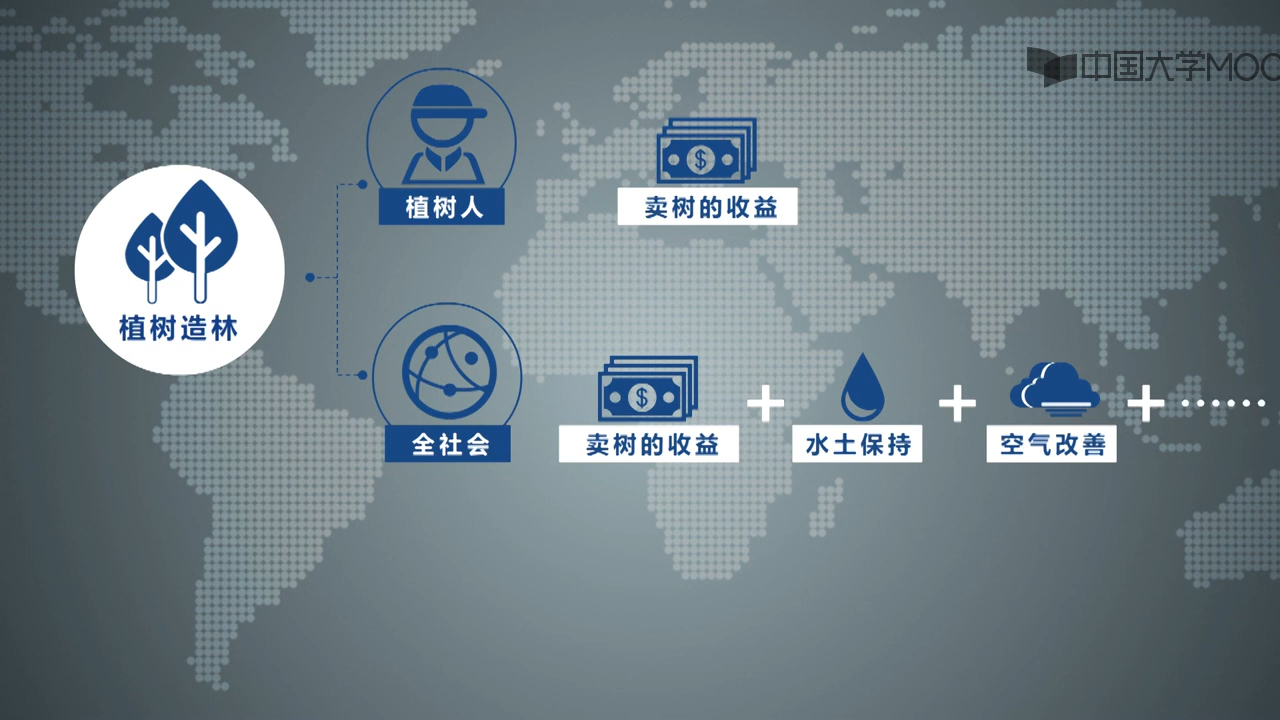 中国大学MOOC
植树人
卖树的收益
植树造林
全社会
卖树的收益
+
水土保持
+
空气改善
+
……